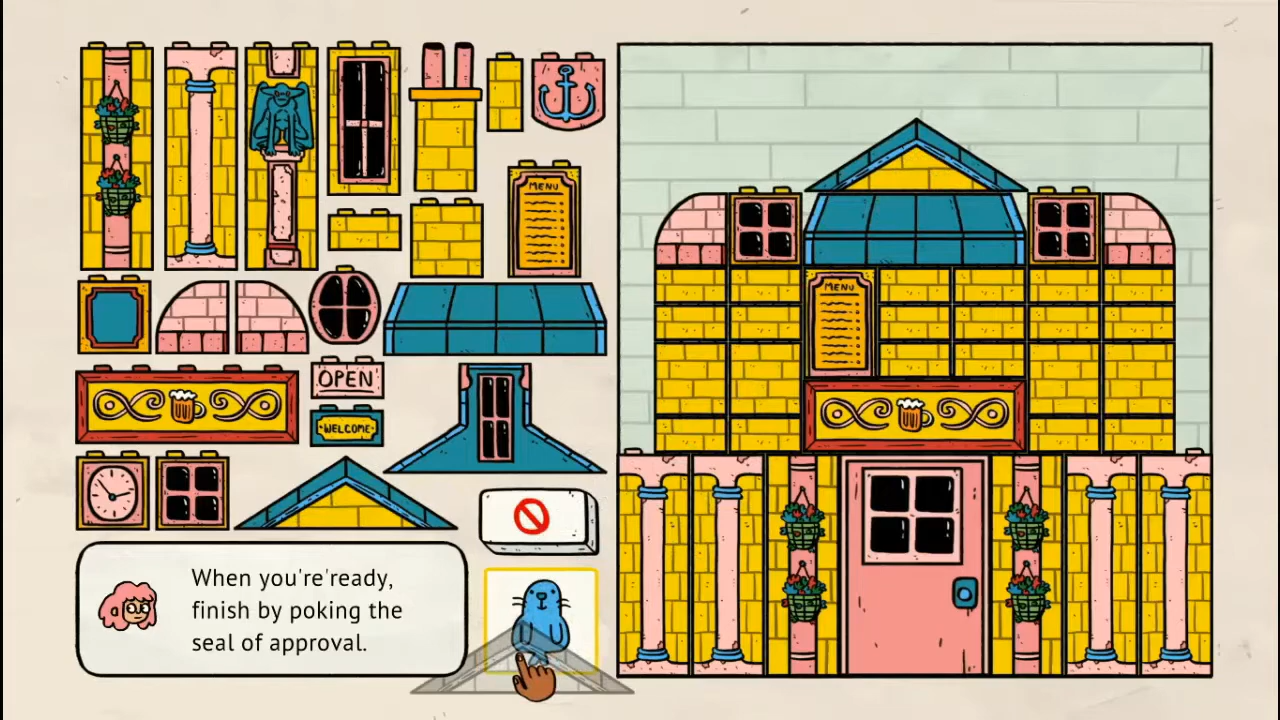 MENU
MENU
OPEN
WELCOME
When you're ready,
finish by poking the
seal of approval.